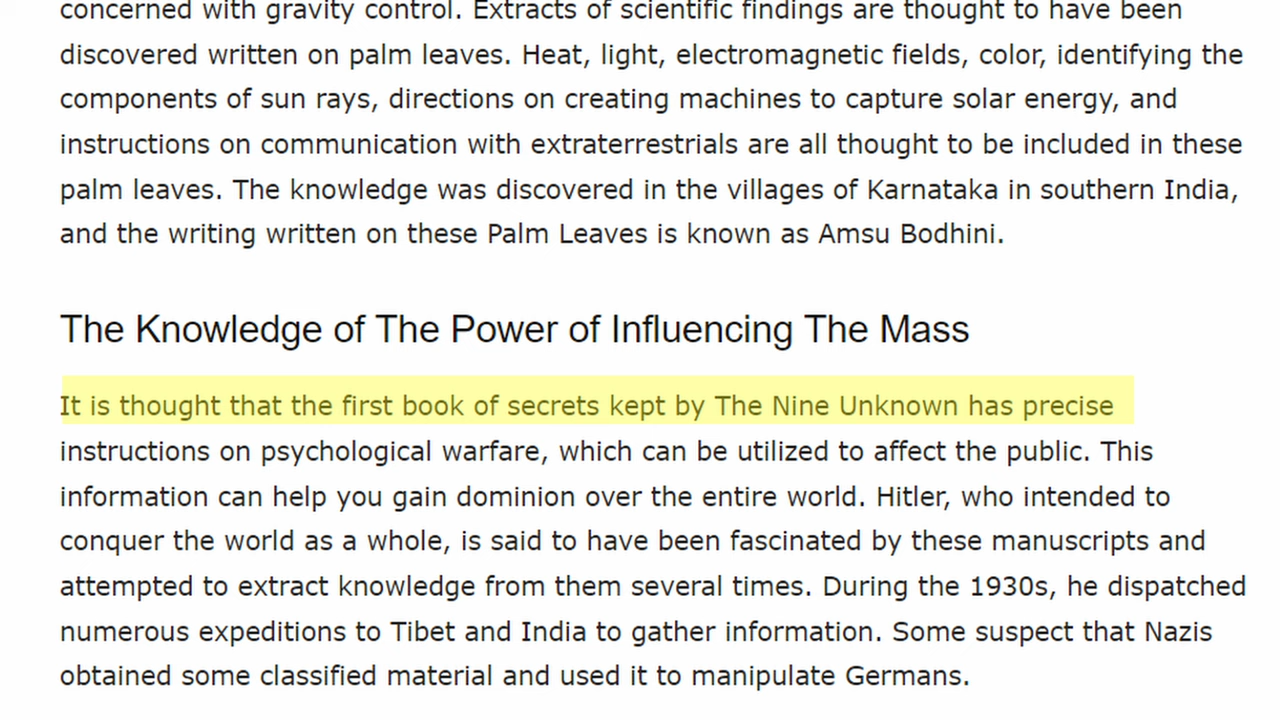 concerned with gravity control. Extracts of scientific findings are thought to have been
discovered written on palm leaves. Heat, light, electromagnetic fields, color, identifying the
components of sun rays, directions on creating machines to capture solar energy, and
instructions on communication with extraterrestrials are all thought to be included in these
palm leaves. The knowledge was discovered in the villages of Karnataka in southern India,
and the writing written on these Palm Leaves is known as Amsu Bodhini.
The Knowledge of The Power of Influencing The Mass
It is thought that the first book of secrets kept by The Nine Unknown has precise
instructions on psychological warfare, which can be utilized to affect the public. This
information can help you gain dominion over the entire world. Hitler, who intended to
conquer the world as a whole, is said to have been fascinated by these manuscripts and
attempted to extract knowledge from them several times. During the 1930s, he dispatched
numerous expeditions to Tibet and India to gather information. Some suspect that Nazis
obtained some classified material and used it to manipulate Germans.